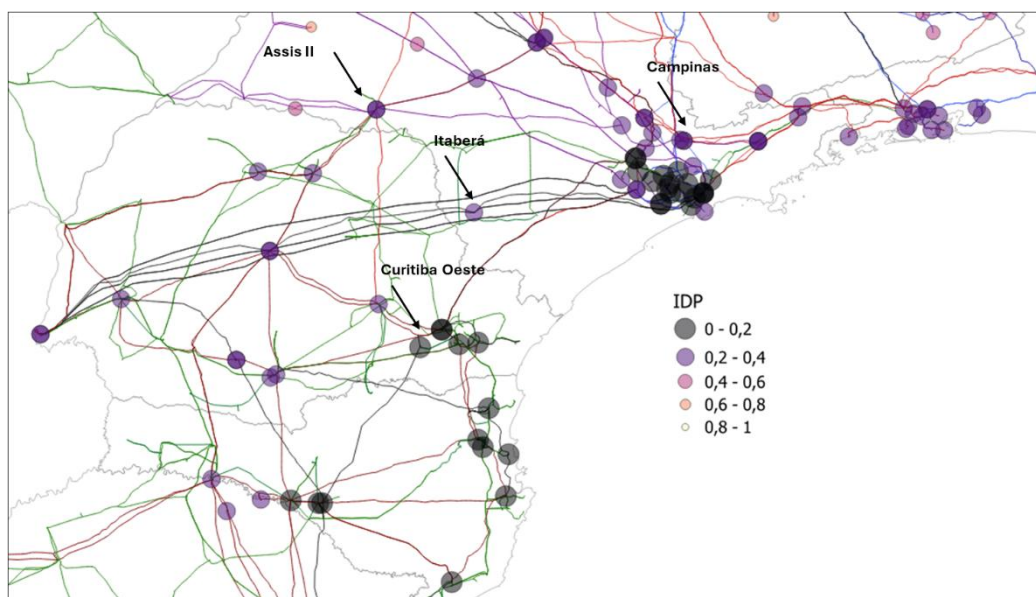 Assis II
Campinas
Itaberá
Curitiba Oeste
IDP
0 - 0,2
0,2 - 0,4
0,4 - 0,6
0,6 - 0,8
0,8 - 1